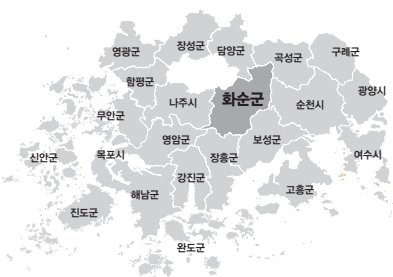 영광군
장성군
담양군
곡성군
구례군
함평군
나주시
화순군
순천시
광양시
무안군
영암군
보성군
신안군
목포시
장흥군
여수시
강진군
해남군
고흥군
진도군
완도군